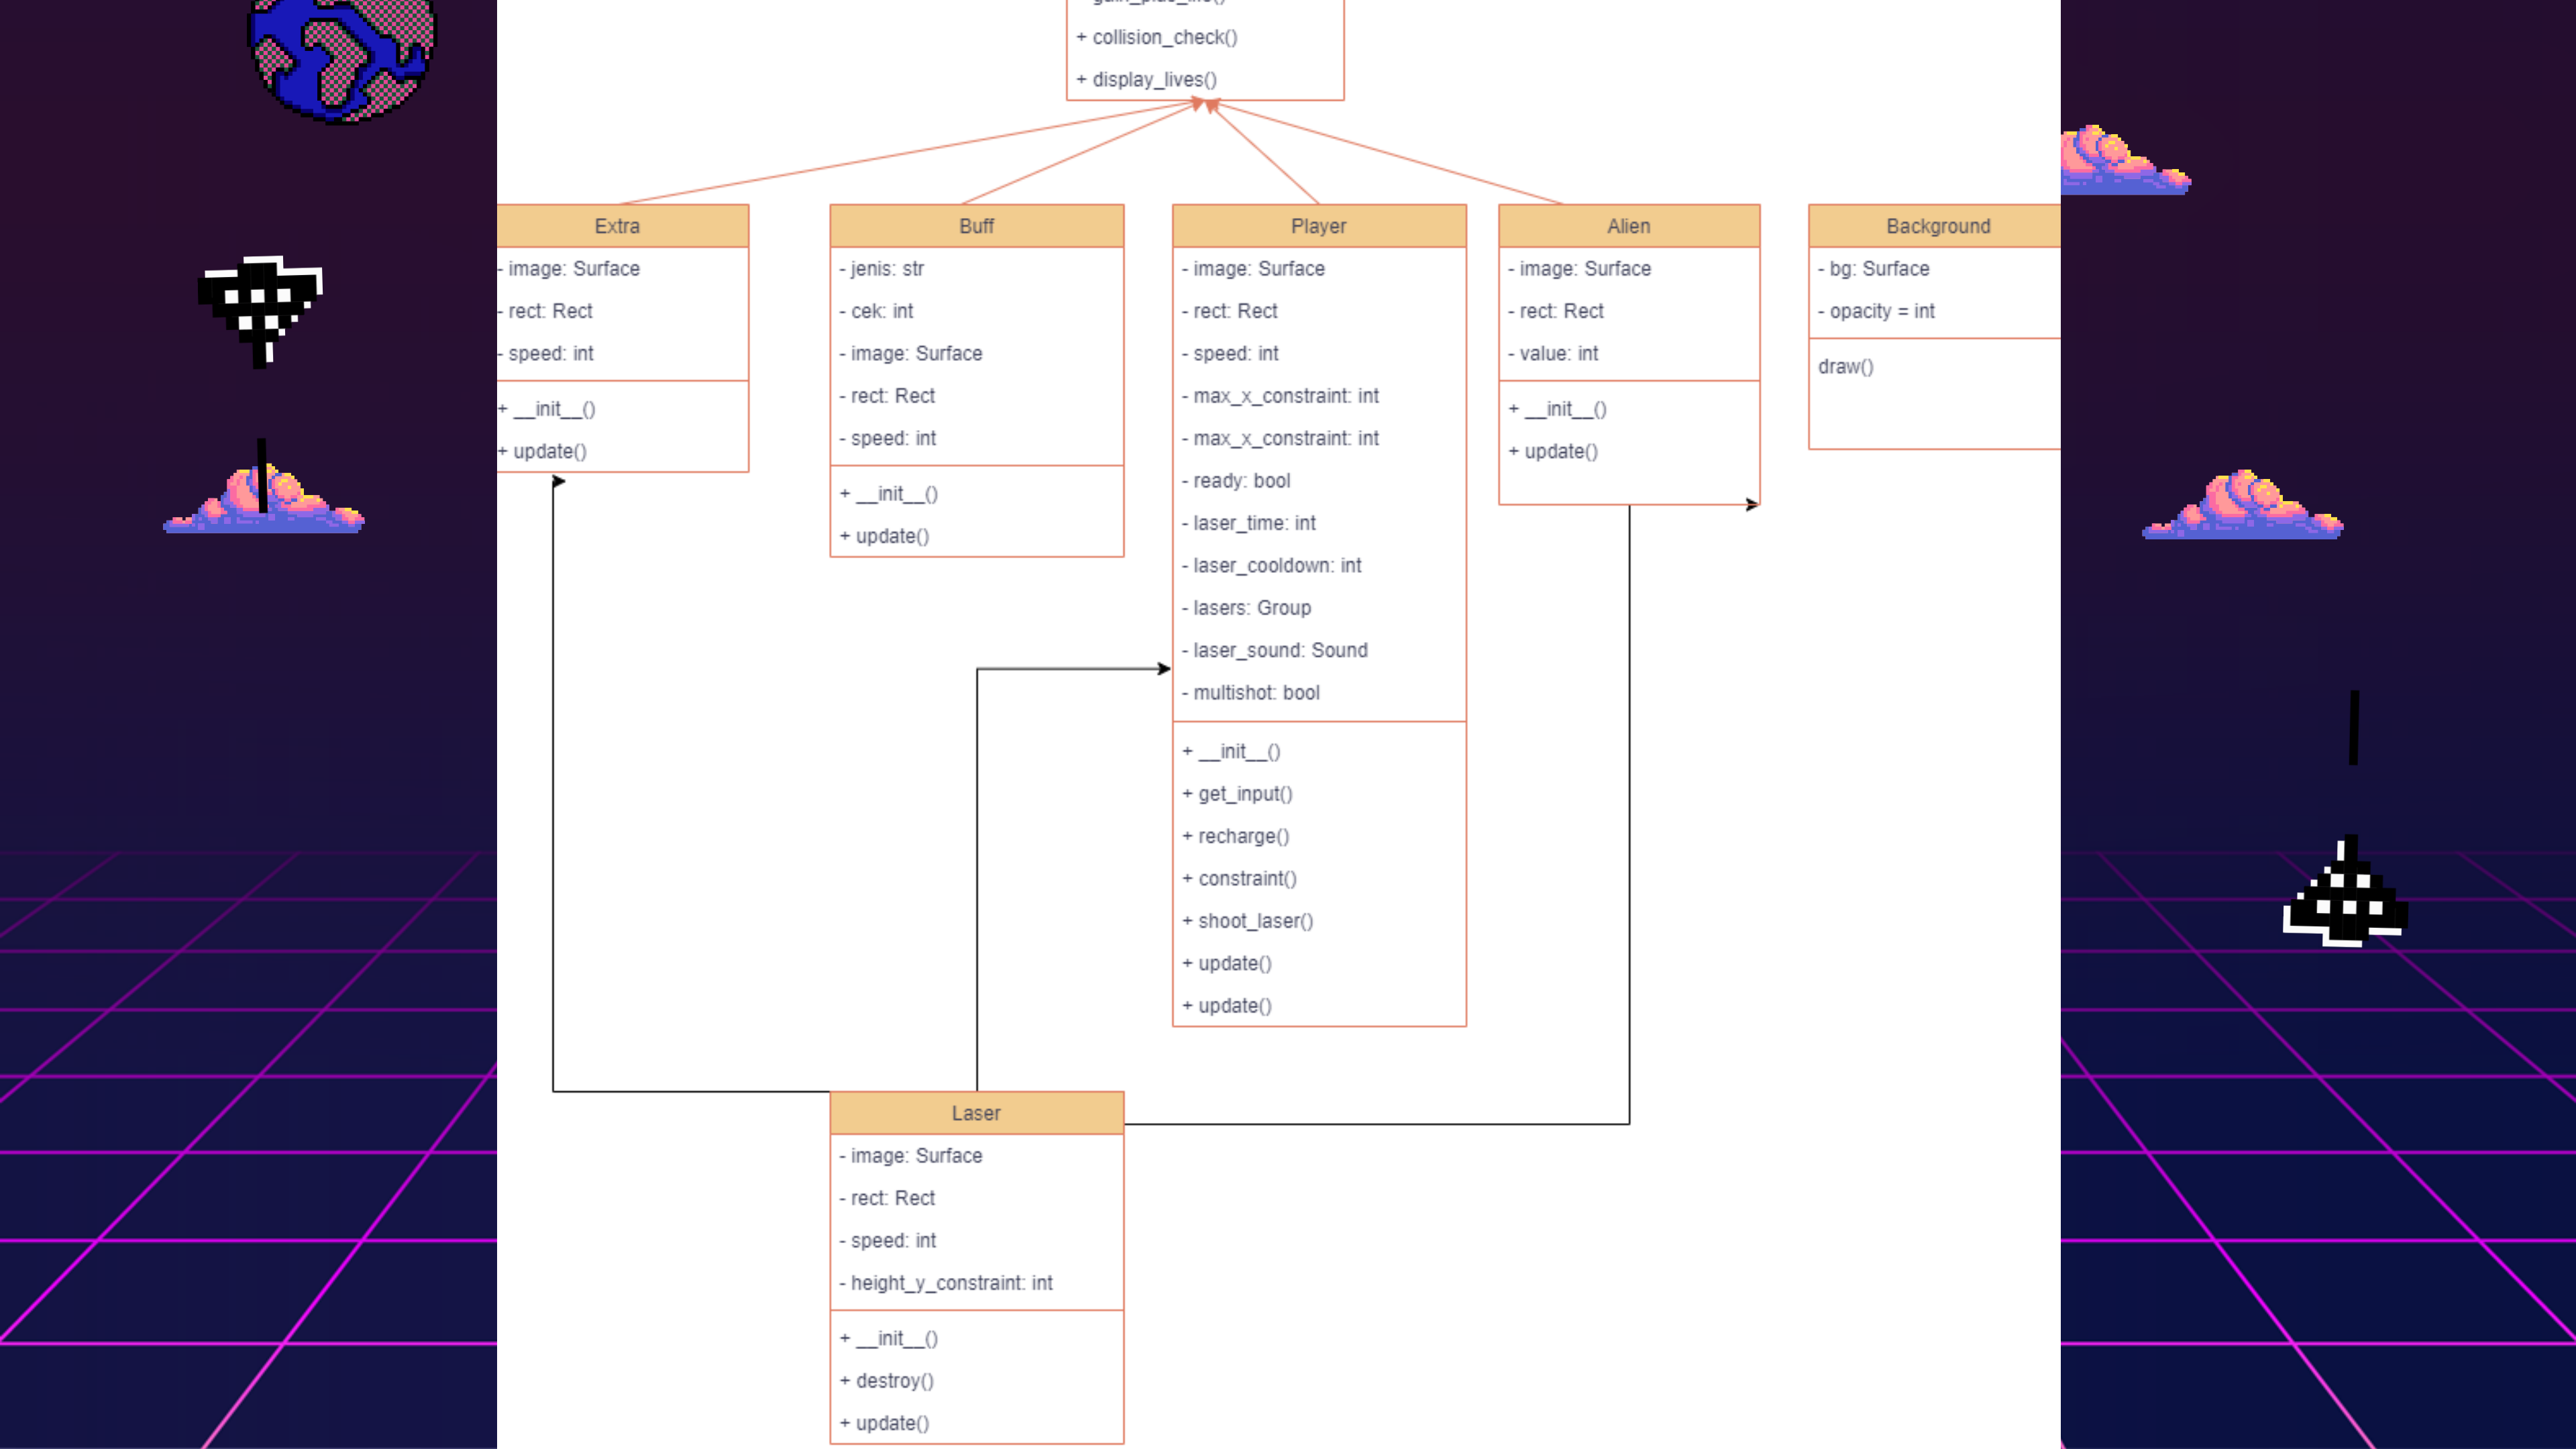 + collision_check()
+ display_lives()
Extra
- image: Surface
- rect: Rect
- speed: int
+ __init__()
+ update()
Buff
- jenis: str
- cek: int
- image: Surface
- rect: Rect
- speed: int
+ __init__()
+ update()
Player
- image: Surface
- rect: Rect
- speed: int
- max_x_constraint: int
- max_x_constraint: int
- ready: bool
- laser_time: int
- laser_cooldown: int
- lasers: Group
- laser_sound: Sound
- multishot: bool
+ __init__()
+ get_input()
+ recharge()
+ constraint()
+ shoot_laser()
+ update()
+ update()
Alien
- image: Surface
- rect: Rect
- value: int
+ __init__()
+ update()
Background
- bg: Surface
- opacity = int
draw()
Laser
- image: Surface
- rect: Rect
- speed: int
- height_y_constraint: int
+ __init__()
+ destroy()
+ update()